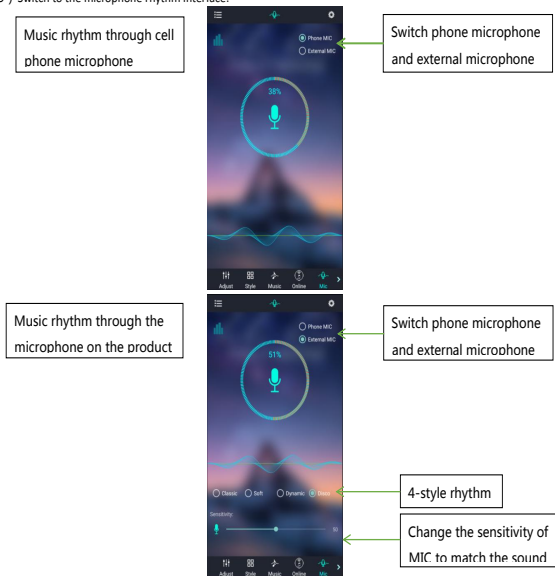 Switch to the microphone rhythm interface.
Music rhythm through cell
phone microphone
Phone MIC
External MIC
Switch phone microphone
and external microphone
38%
Adjust Style Music Online Mic
Music rhythm through the
microphone on the product
Phone MIC
External MIC
Switch phone microphone
and external microphone
51%
Classic Soft Dynamic Disco
4-style rhythm
Sensitivity:
50
Change the sensitivity of
MIC to match the sound
Adjust Style Music Online Mic